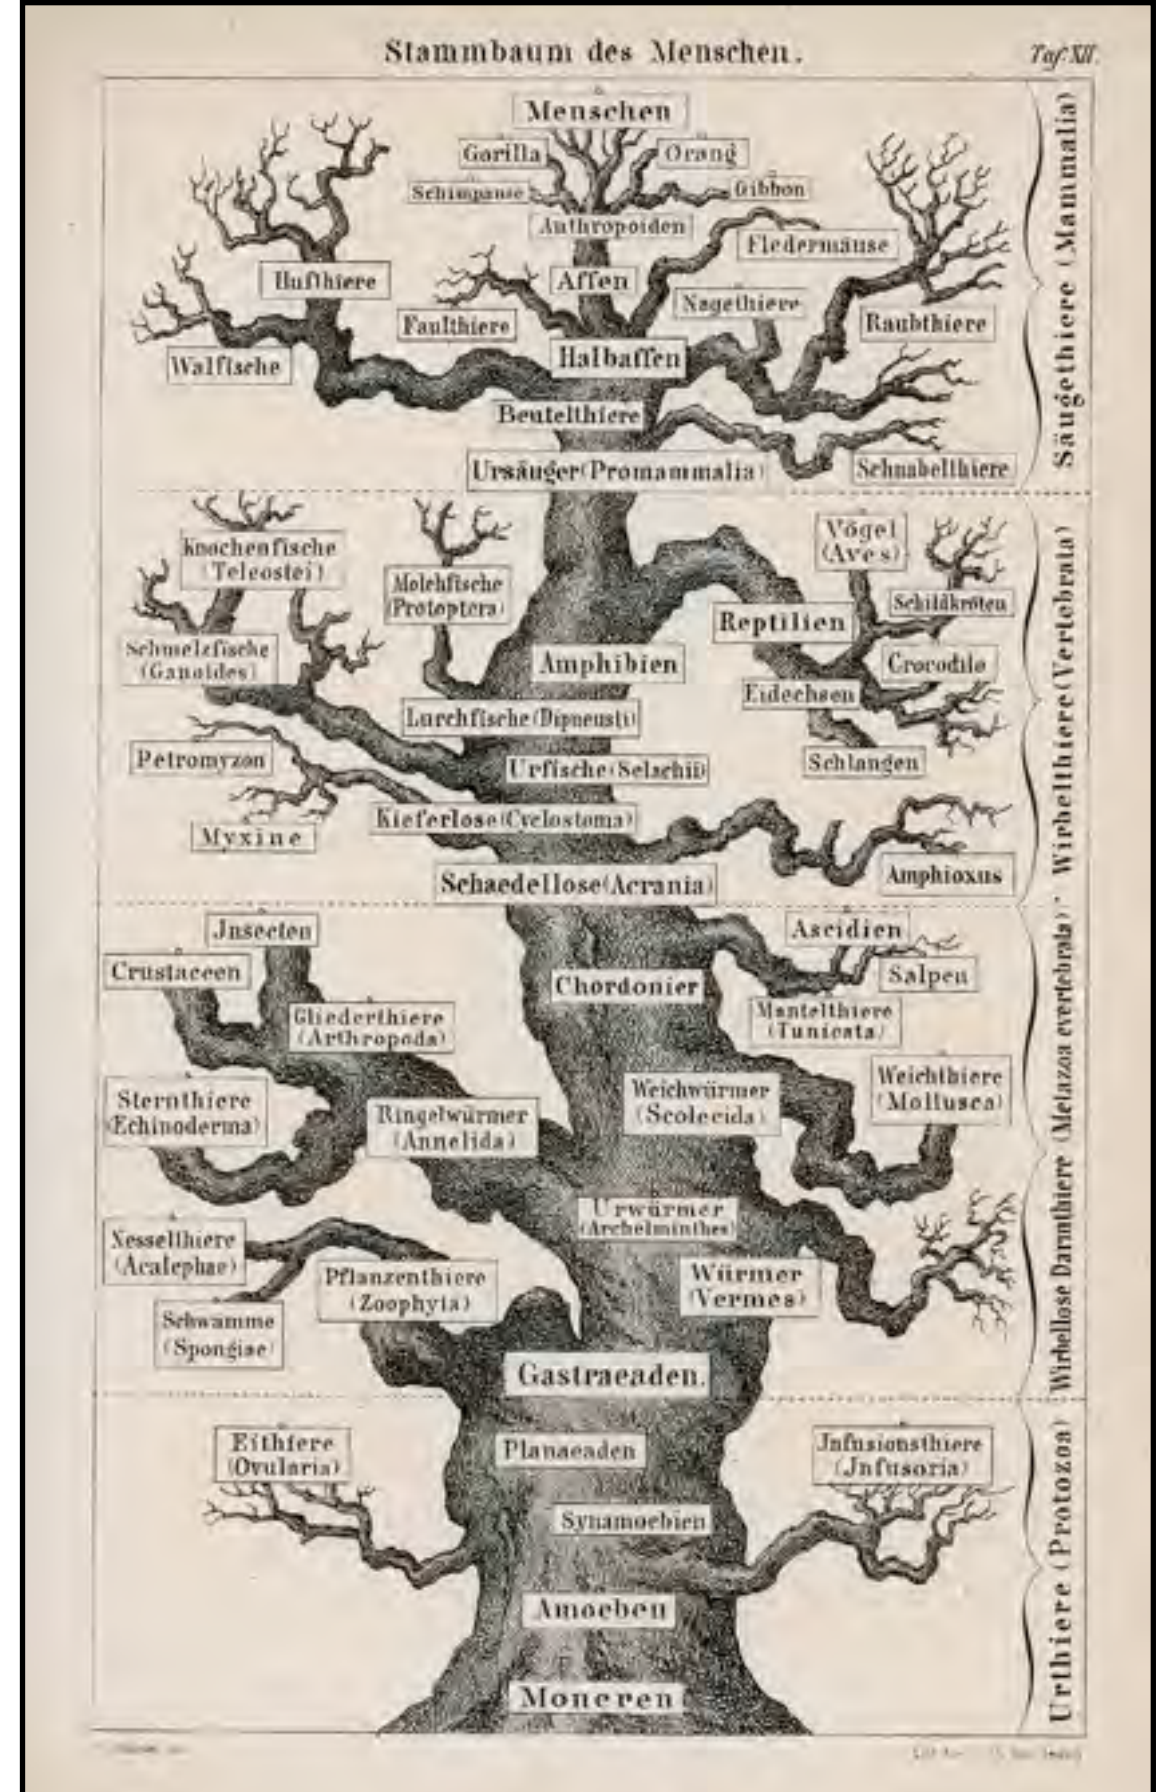 Stammbaum des Menschen.
Taf. XII.
Menschen
Gorilla
Orang
Schimpanse
Gibbon
Anthropoiden
Fledermäuse
Hufthiere
Affen
Nagethiere
Faulthiere
Raubthiere
Walfische
Halbaffen
Beutelthiere
Ursäuger (Promammalia)
Schnabelthiere
Säugethiere (Mammalia)
Knochenfische
(Teleostei)
Vögel
(Aves)
Molchfische
(Protoptera)
Schildkröten
Reptilien
Schmelzfische
(Ganoides)
Amphibien
Crocodile
Eidechsen
Lurchfische (Dipneusti)
Petromyzon
Urfische (Selachii)
Schlangen
Kieferlose (Cyclostoma)
Myxine
Schaedellose (Acrania)
Amphioxus
Wirbelthiere (Vertebrata)
Jnsecten
Ascidien
Crustaceen
Salpen
Chordonier
Gliederthiere
(Arthropoda)
Mantelthiere
(Tunicata)
Weichthiere
(Mollusca)
Sternthiere
(Echinoderma)
Weichwürmer
(Scolecida)
Ringelwürmer
(Annelida)
Urwürmer
(Archelminthes)
Nesselthiere
(Acalephae)
Pflanzenthiere
(Zoophyta)
Würmer
(Vermes)
Schwämme
(Spongiae)
Gastraeaden.
Wirbellose Darmthiere (Metazoa evertebrata)
Eithiere
(Ovularia)
Planaeaden
Jnfusionsthiere
(Jnfusoria)
Synamoebien
Amoeben
Moneren
Urthiere (Protozoa)